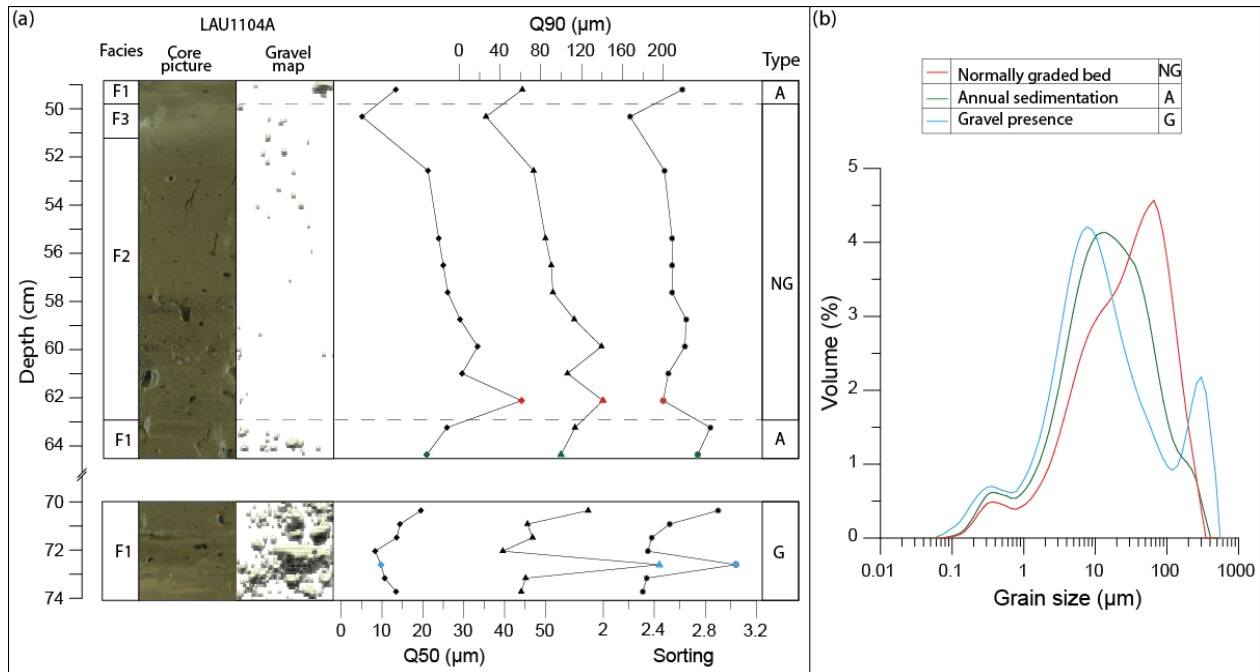 (a)
LAU1104A
Q90 (µm)
0 40 80 100 140 180 200
Facies
Core picture
Gravel map
Type
F1
F3
F2
F1
F1
50
52
54
56
58
60
62
64
70
72
74
Depth (cm)
A
NG
A
G
0 10 20 30 40 50
Q50 (µm)
2 2.4 2.8 3.2
Sorting
(b)
Normally graded bed NG
Annual sedimentation A
Gravel presence G
5
4
3
2
1
0
Volume (%)
0.01 0.1 1 10 100 1000
Grain size (µm)